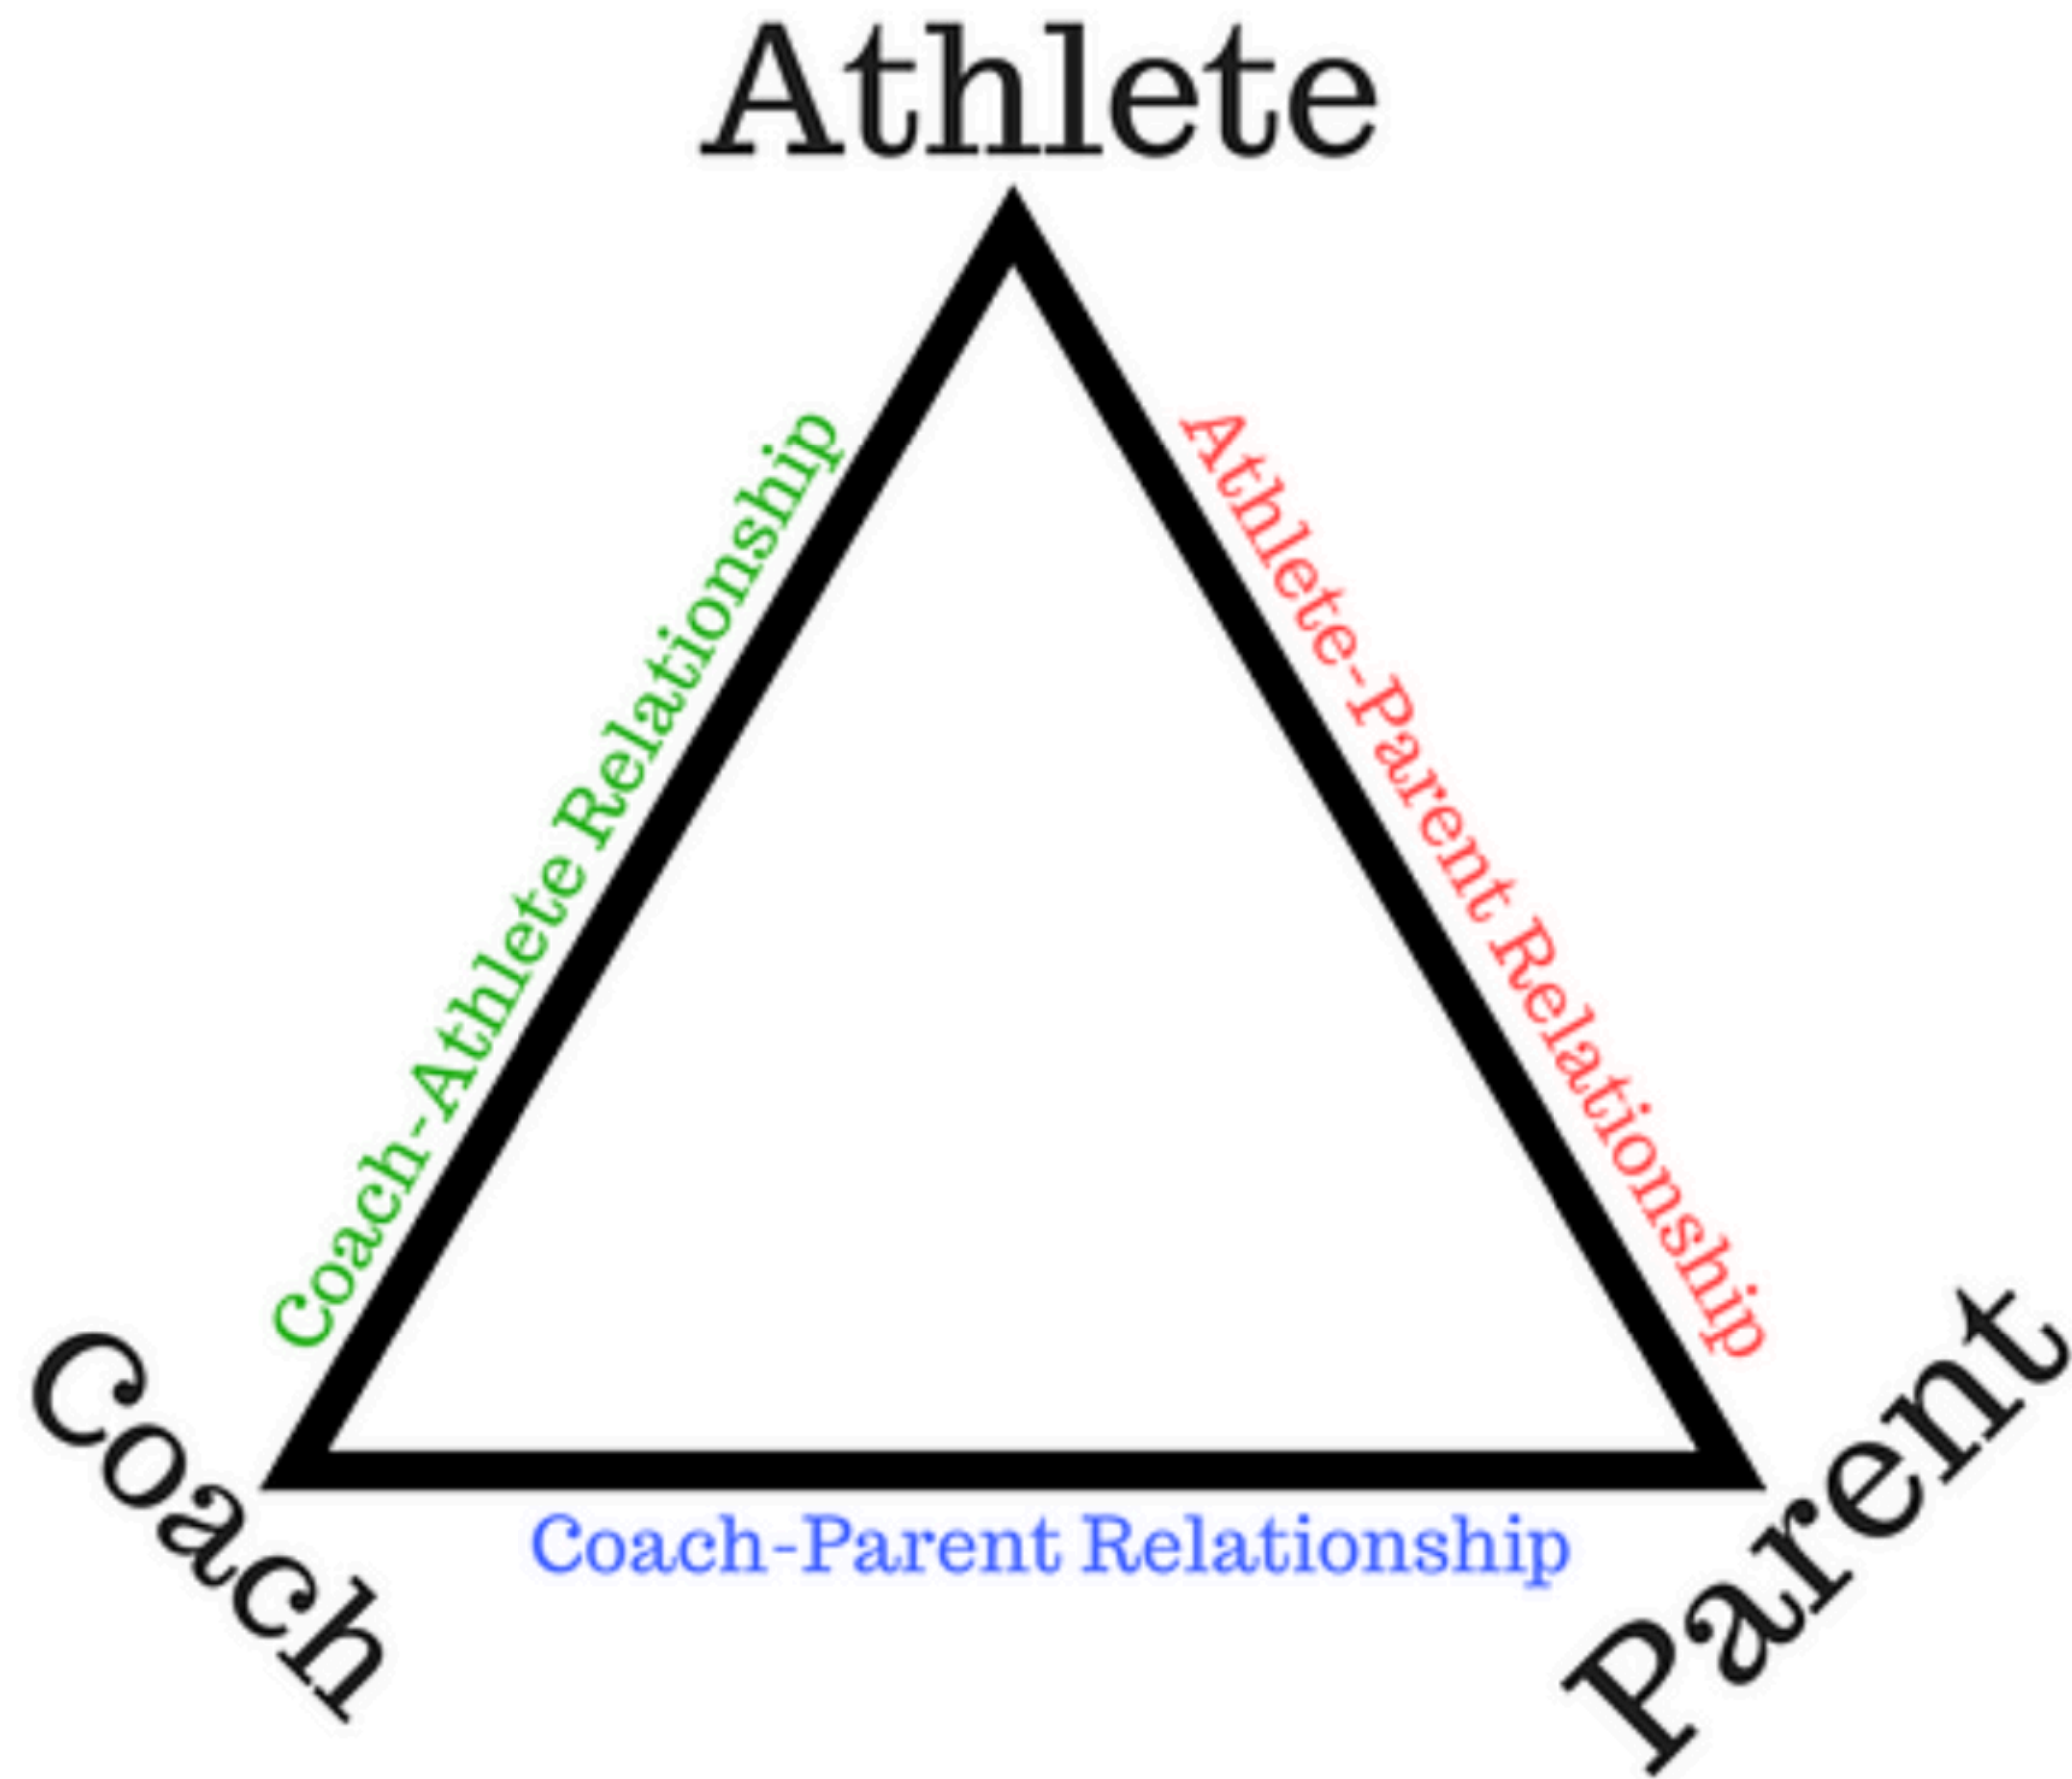 Athlete
Coach-Athlete Relationship
Athlete-Parent Relationship
Coach
Parent
Coach-Parent Relationship